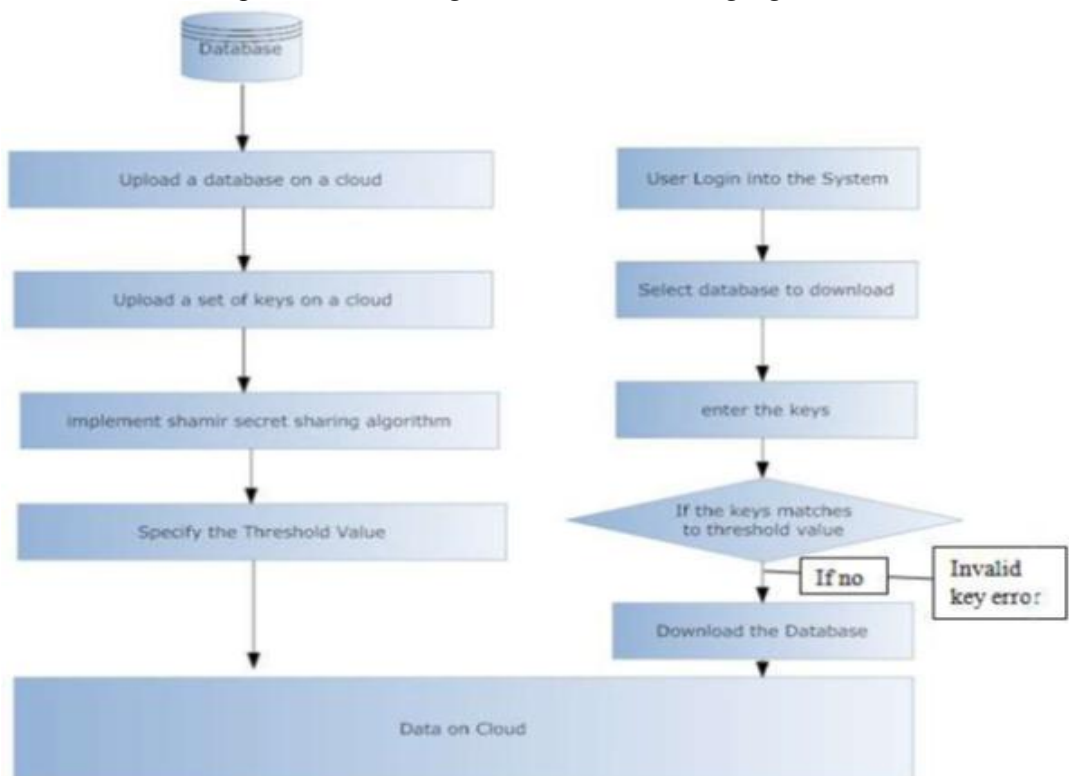 Database
Upload a database on a cloud
Upload a set of keys on a cloud
implement shamir secret sharing algorithm
Specify the Threshold Value
User Login into the System
Select database to download
enter the keys
If the keys matches
to threshold value
If no
Invalid
key error
Download the Database
Data on Cloud